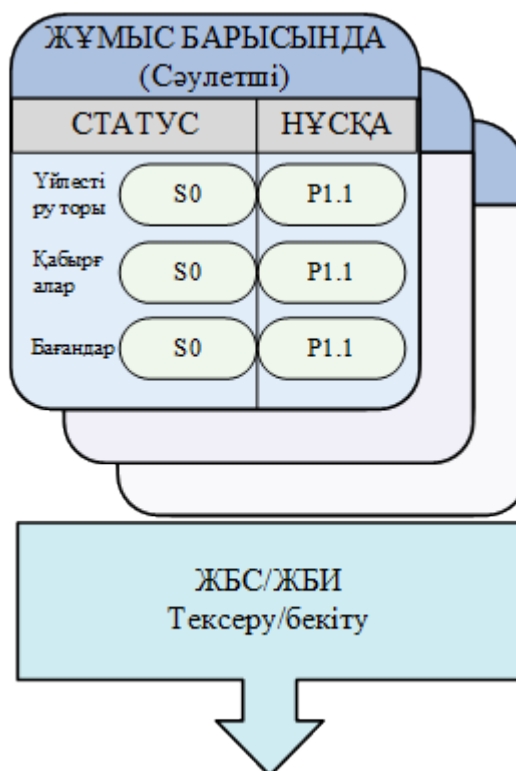 ЖҰМЫС БАРЫСЫНДА
(Сәулетші)
СТАТУС НҰСҚА
Үйлесті
ру торы S0 P1.1
Қабырғ
алар S0 P1.1
Бағандар S0 P1.1
ЖБС/ЖБИ
Тексеру/бекіту